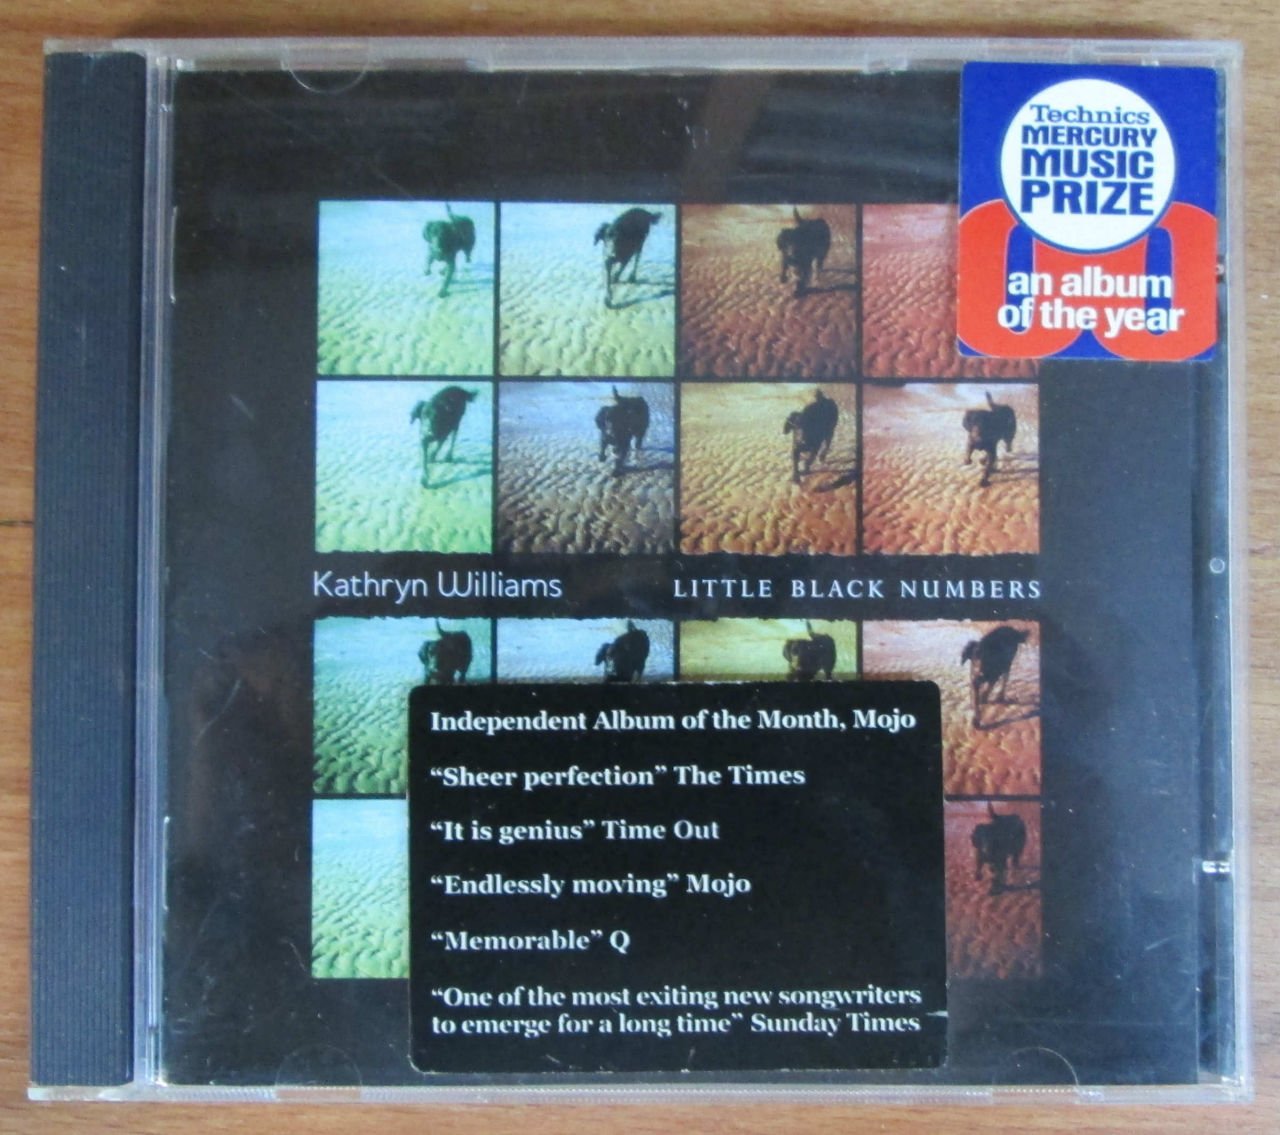 Technics
MERCURY
MUSIC
PRIZE
an album
of the year
Kathryn Williams
LITTLE BLACK NUMBERS
Independent Album of the Month, Mojo
“Sheer perfection” The Times
“It is genius” Time Out
“Endlessly moving” Mojo
“Memorable” Q
“One of the most exiting new songwriters
to emerge for a long time” Sunday Times